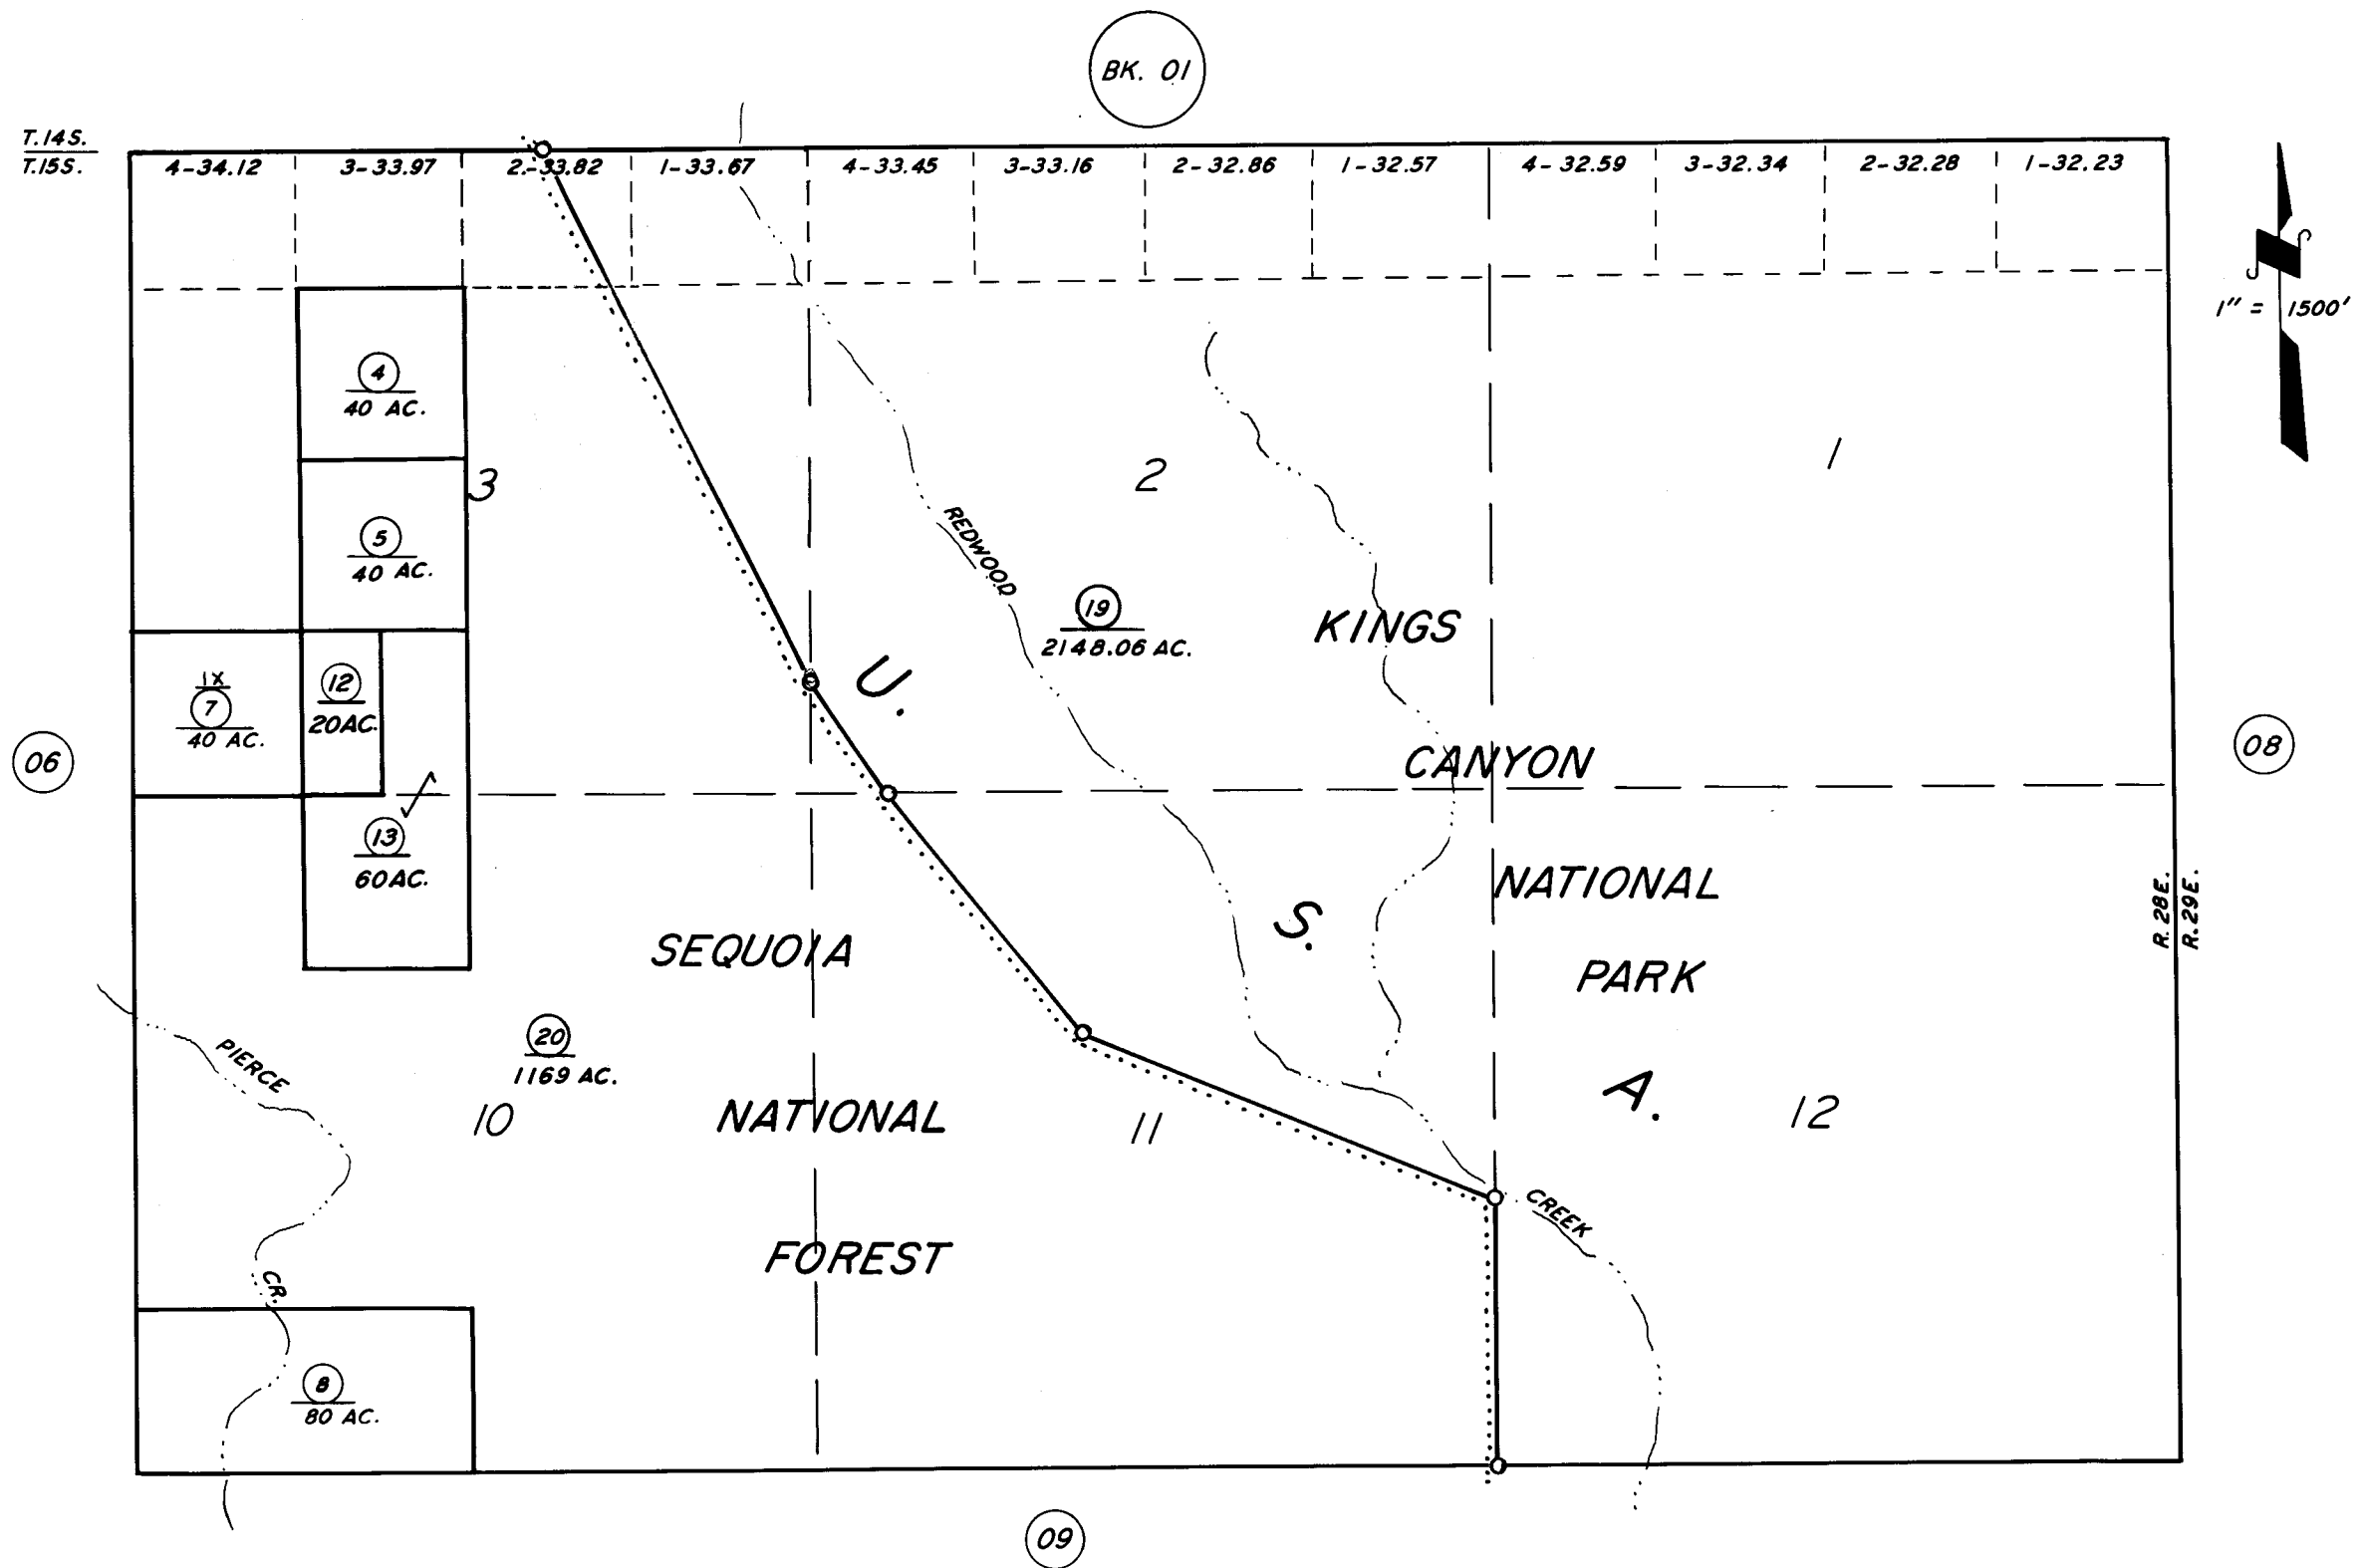 BK. 01
T.14S.
T.15S.
4-34.12 3-33.97 2.-33.82 1-33.67 4-33.45 3-33.16 2-32.86 1-32.57 4-32.59 3-32.34 2-32.28 1-32.23
1" = 1500'
4
40 AC.
3
2
1
5
40 AC.
REDWOOD
19
2148.06 AC.
KINGS
1X
7
40 AC.
12
20AC.
U.
06
CANYON
08
13
60AC.
NATIONAL
R. 28E.
R. 29E.
SEQUOIA
S.
PARK
20
1169 AC.
PIERCE
10
NATIONAL
11
A.
12
CREEK
FOREST
CR.
8
80 AC.
09